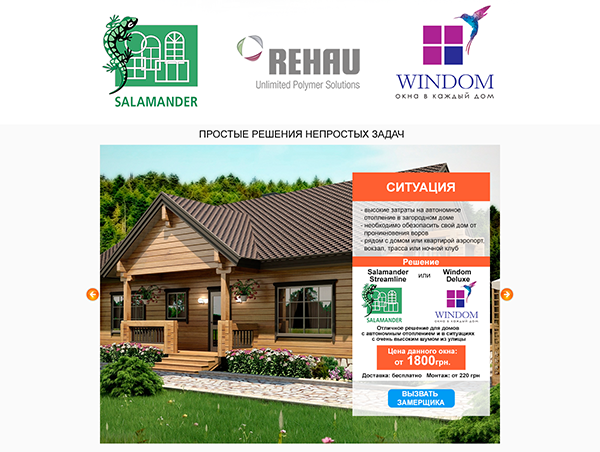 SALAMANDER
REHAU
Unlimited Polymer Solutions
WINDOM
окна в каждый дом
ПРОСТЫЕ РЕШЕНИЯ НЕПРОСТЫХ ЗАДАЧ
СИТУАЦИЯ
- высокие затраты на автономное
отопление в загородном доме
- необходимо обезопасить свой дом от
проникновения воров
- рядом с домом или квартирой аэропорт,
вокзал, трасса или ночной клуб
Решение
Salamander
Streamline
или
Windom
Deluxe
SALAMANDER
WINDOM
окна в каждый дом
Отличное решение для домов
с автономным отоплением и в ситуациях
с очень высоким шумом из улицы
Цена данного окна:
от 1800грн.
Доставка: бесплатно Монтаж: от 220 грн
ВЫЗВАТЬ
ЗАМЕРЩИКА